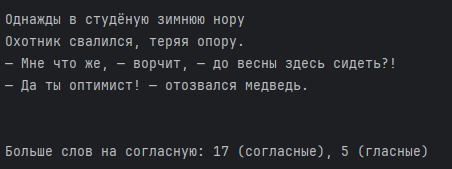 Однажды в студёную зимнюю нору
Охотник свалился, теряя опору.
— Мне что же, — ворчит, — до весны здесь сидеть?!
— Да ты оптимист! — отозвался медведь.
Больше слов на согласную: 17 (согласные), 5 (гласные)